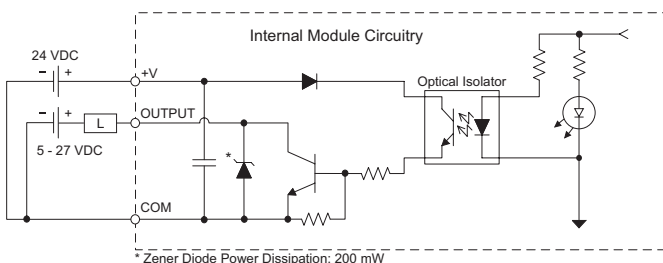 Internal Module Circuitry
24 VDC
- +
+V
Optical Isolator
- +
L
OUTPUT
5 - 27 VDC
*
COM
* Zener Diode Power Dissipation: 200 mW